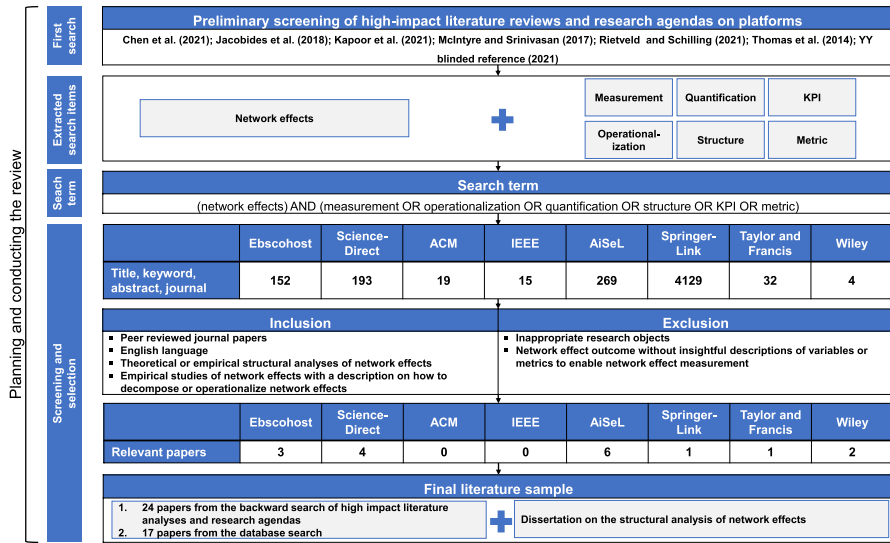 Planning and conducting the review
First search
Preliminary screening of high-impact literature reviews and research agendas on platforms
Chen et al. (2021); Jacobides et al. (2018); Kapoor et al. (2021); McIntyre and Srinivasan (2017); Rietveld and Schilling (2021); Thomas et al. (2014); YY
blinded reference (2021)
Extracted search items
Network effects
Measurement
Quantification
KPI
Operational-
ization
Structure
Metric
Seach term
Search term
(network effects) AND (measurement OR operationalization OR quantification OR structure OR KPI OR metric)
Screening and selection
Ebscohost
Science-
Direct
ACM
IEEE
AiSeL
Springer-
Link
Taylor and
Francis
Wiley
Title, keyword,
abstract, journal
152
193
19
15
269
4129
32
4
Inclusion
▪ Peer reviewed journal papers
▪ English language
▪ Theoretical or empirical structural analyses of network effects
▪ Empirical studies of network effects with a description on how to
decompose or operationalize network effects
Exclusion
▪ Inappropriate research objects
▪ Network effect outcome without insightful descriptions of variables or
metrics to enable network effect measurement
Ebscohost
Science-
Direct
ACM
IEEE
AiSeL
Springer-
Link
Taylor and
Francis
Wiley
Relevant papers
3
4
0
0
6
1
1
2
Final literature sample
1. 24 papers from the backward search of high impact literature
analyses and research agendas
2. 17 papers from the database search
Dissertation on the structural analysis of network effects